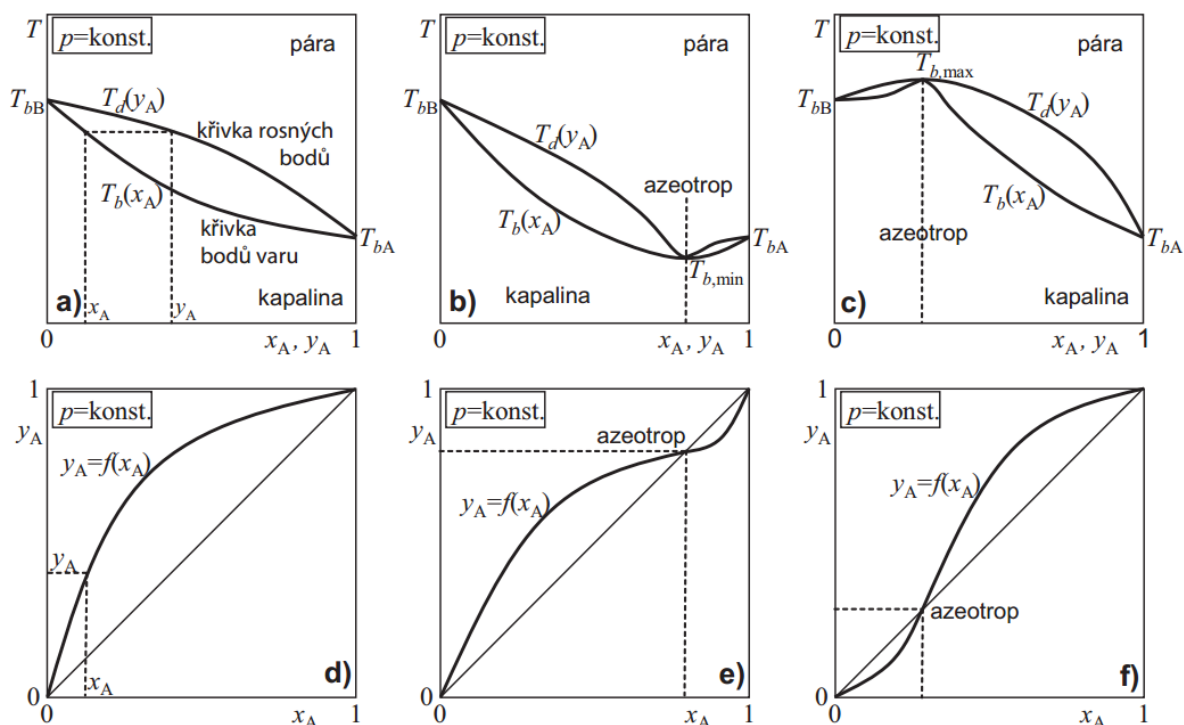 T
p=konst.
pára
T_bB
T_d(y_A)
křivka rosných
bodů
T_b(x_A)
křivka
bodů varu
T_bA
kapalina
a)
x_A
y_A
0
x_A, y_A
1
T
p=konst.
pára
T_bB
T_d(y_A)
azeotrop
T_b(x_A)
T_bA
T_b,min
kapalina
b)
0
x_A, y_A
1
T
p=konst.
pára
T_b,max
T_bB
T_d(y_A)
T_b(x_A)
azeotrop
T_bA
kapalina
c)
0
x_A, y_A
1
1
p=konst.
y_A
y_A=f(x_A)
y_A
d)
0
x_A
x_A
1
1
p=konst.
y_A
azeotrop
y_A=f(x_A)
e)
0
x_A
1
1
p=konst.
y_A
y_A=f(x_A)
azeotrop
f)
0
x_A
1